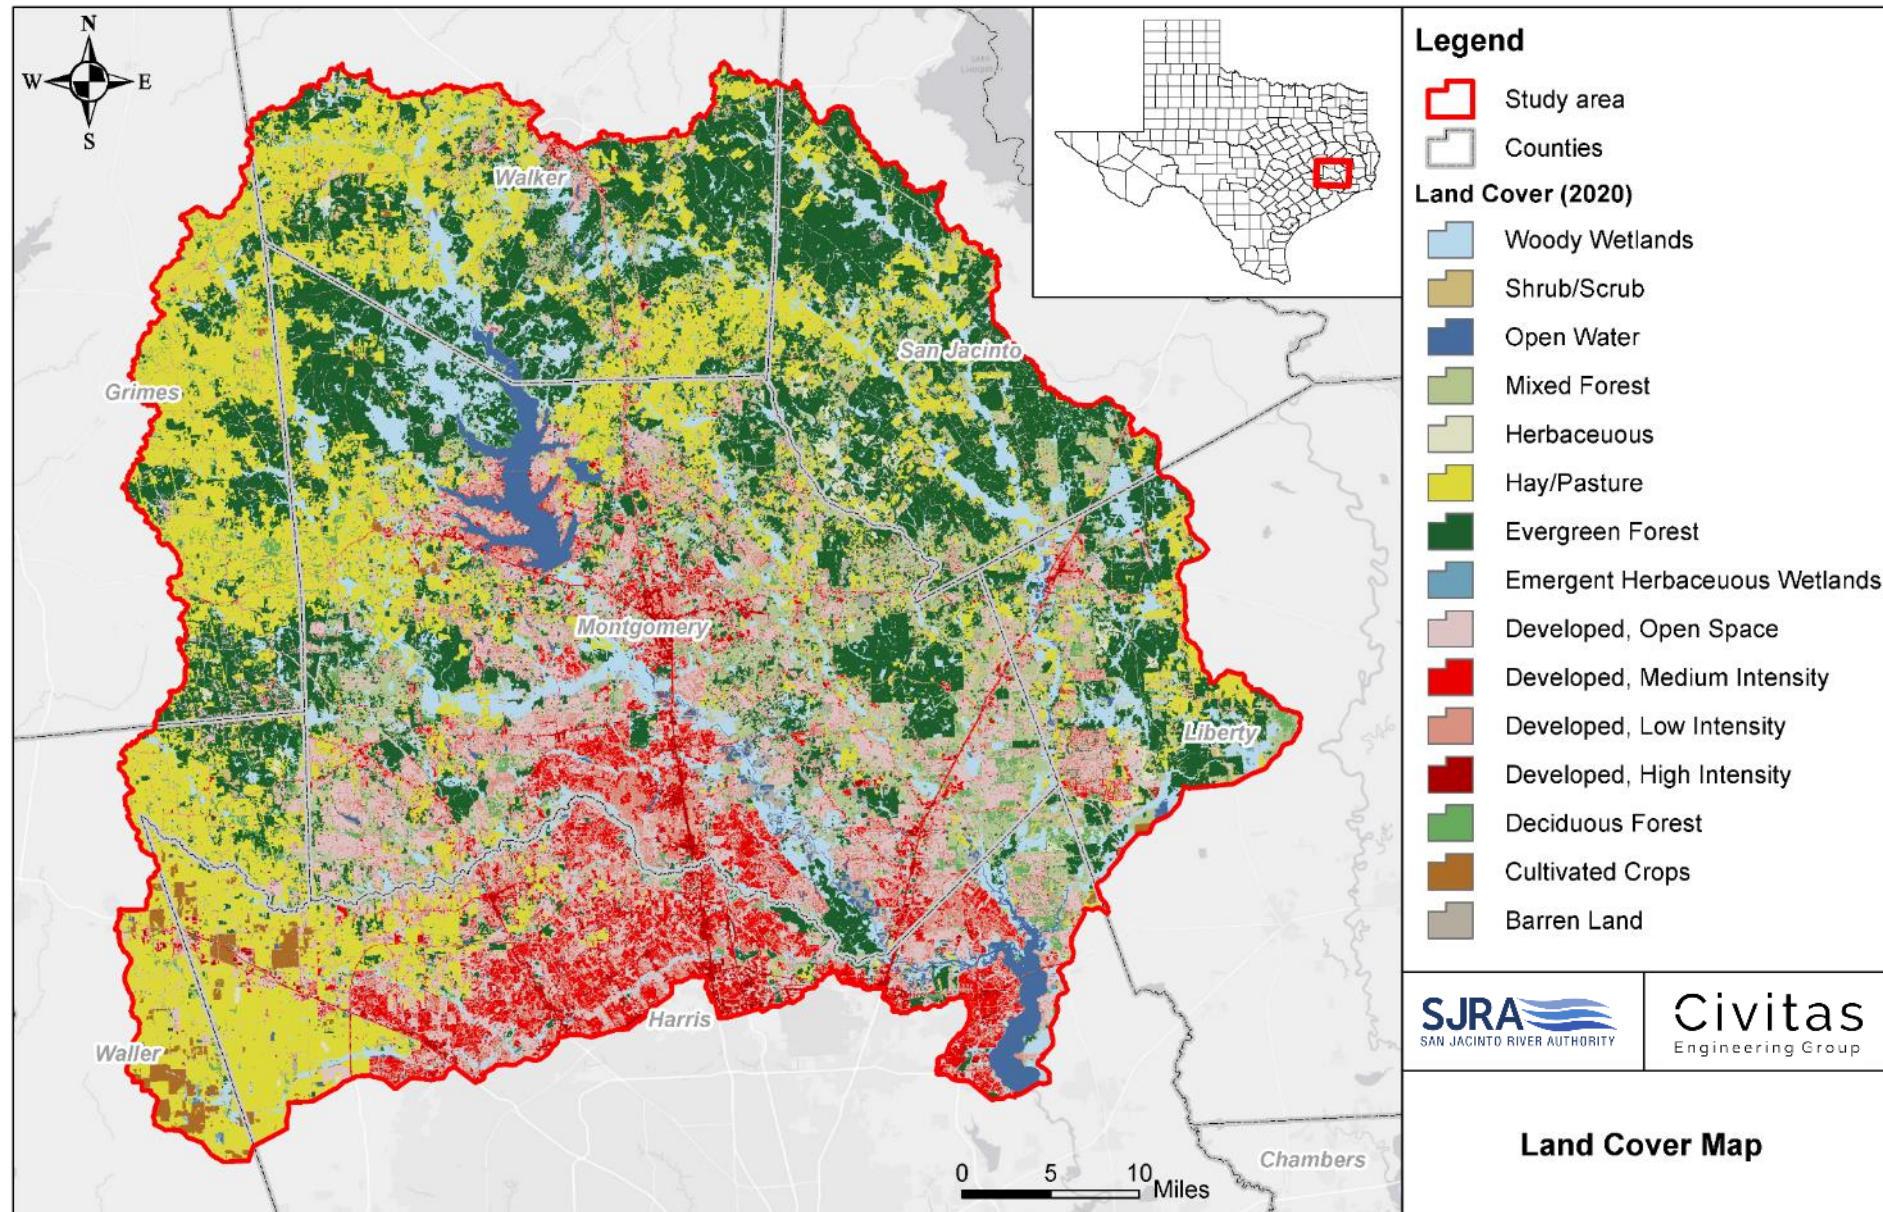 N
W
E
S
Walker
San Jacinto
Grimes
Montgomery
Liberty
Harris
Waller
Chambers
0 5 10
Miles
Legend
Study area
Counties
Land Cover (2020)
Woody Wetlands
Shrub/Scrub
Open Water
Mixed Forest
Herbaceuous
Hay/Pasture
Evergreen Forest
Emergent Herbaceuous Wetlands
Developed, Open Space
Developed, Medium Intensity
Developed, Low Intensity
Developed, High Intensity
Deciduous Forest
Cultivated Crops
Barren Land
SJRA
SAN JACINTO RIVER AUTHORITY
Civitas
Engineering Group
Land Cover Map